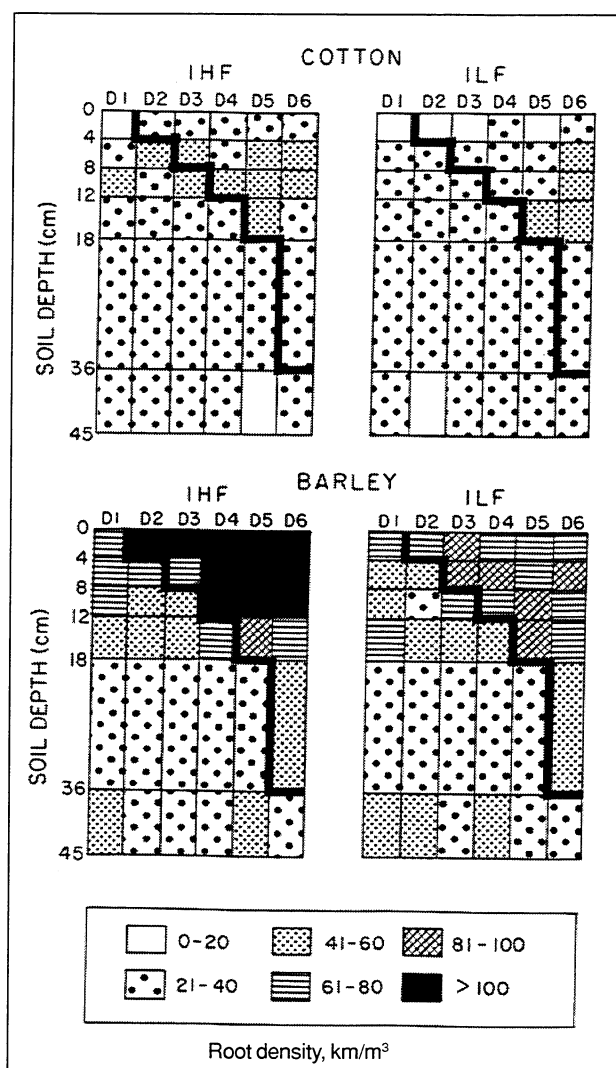 COTTON
IHF ILF
D1 D2 D3 D4 D5 D6 D1 D2 D3 D4 D5 D6
0
4
8
12
18
36
45
SOIL DEPTH (cm)
BARLEY
IHF ILF
D1 D2 D3 D4 D5 D6 D1 D2 D3 D4 D5 D6
0
4
8
12
18
36
45
SOIL DEPTH (cm)
0-20 41-60 81-100
21-40 61-80 >100
Root density, km/m³